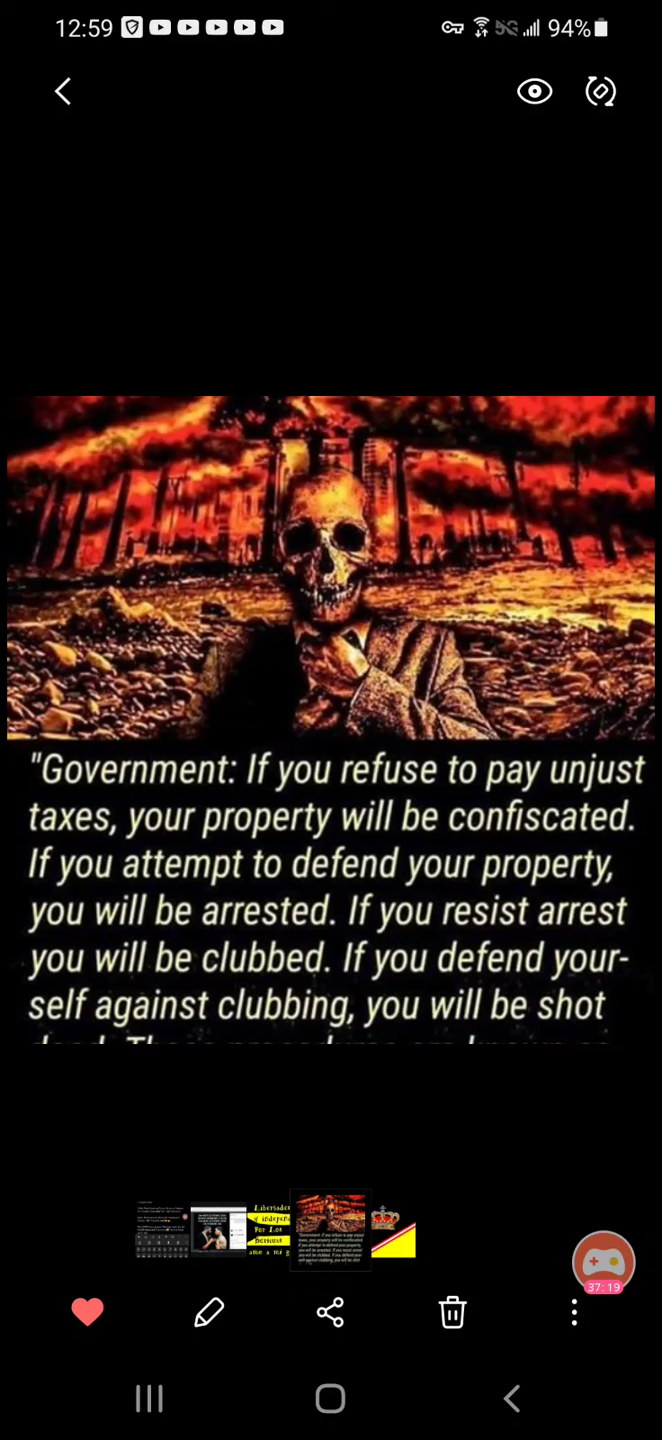 12:59
94%
"Government: If you refuse to pay unjust
taxes, your property will be confiscated.
If you attempt to defend your property,
you will be arrested. If you resist arrest
you will be clubbed. If you defend your-
self against clubbing, you will be shot
37:19